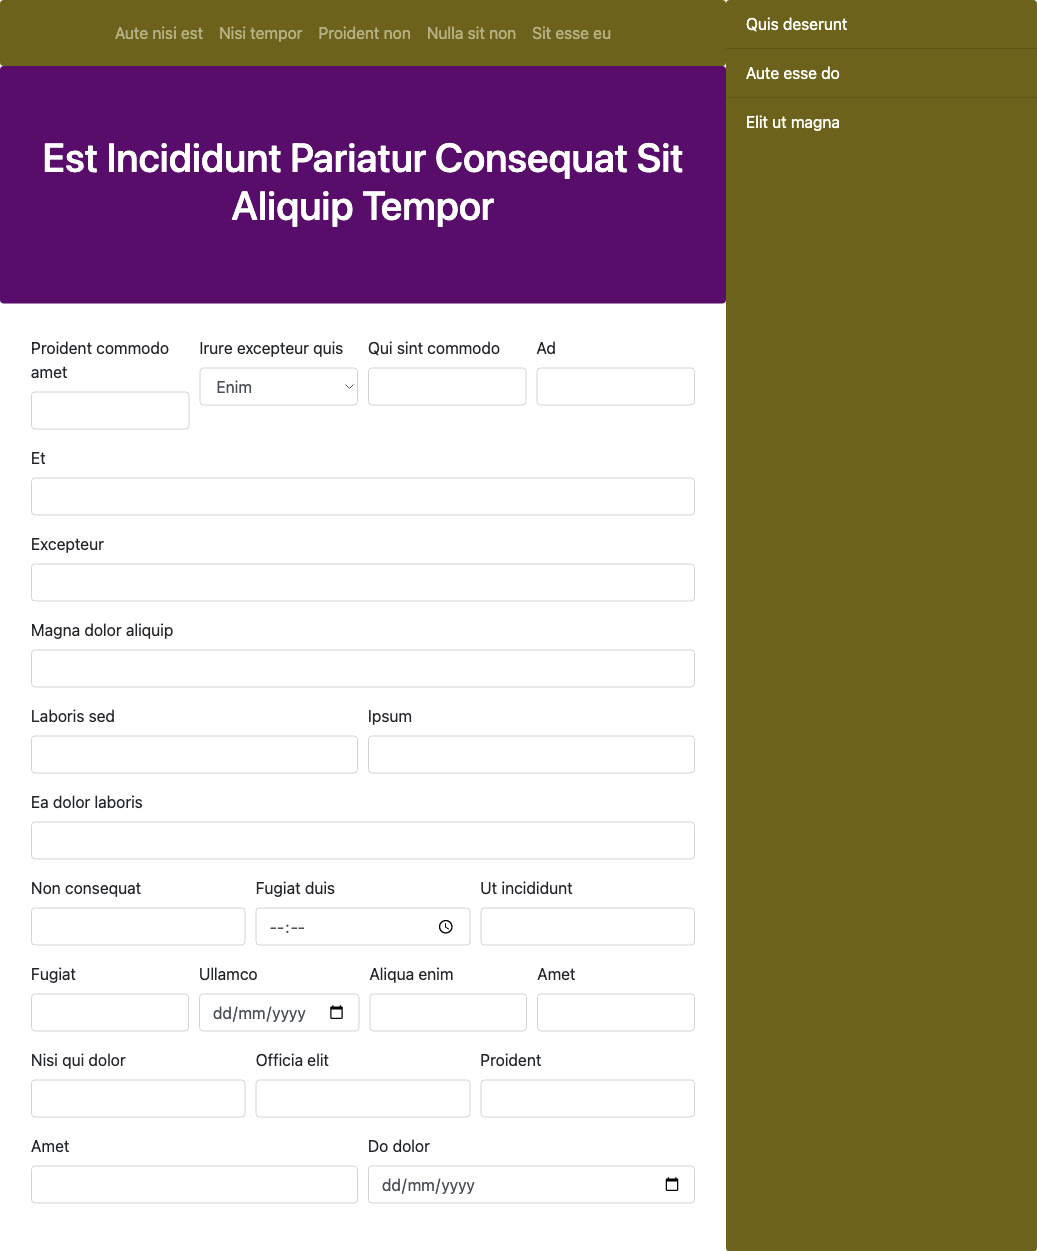 Aute nisi est Nisi tempor Proident non Nulla sit non Sit esse eu
Est Incididunt Pariatur Consequat Sit
Aliquip Tempor
Proident commodo
amet
Irure excepteur quis
Enim
Qui sint commodo
Ad
Et
Excepteur
Magna dolor aliquip
Laboris sed
Ipsum
Ea dolor laboris
Non consequat
Fugiat duis
--:--
Ut incididunt
Fugiat
Ullamco
dd/mm/yyyy
Aliqua enim
Amet
Nisi qui dolor
Officia elit
Proident
Amet
Do dolor
dd/mm/yyyy
Quis deserunt
Aute esse do
Elit ut magna